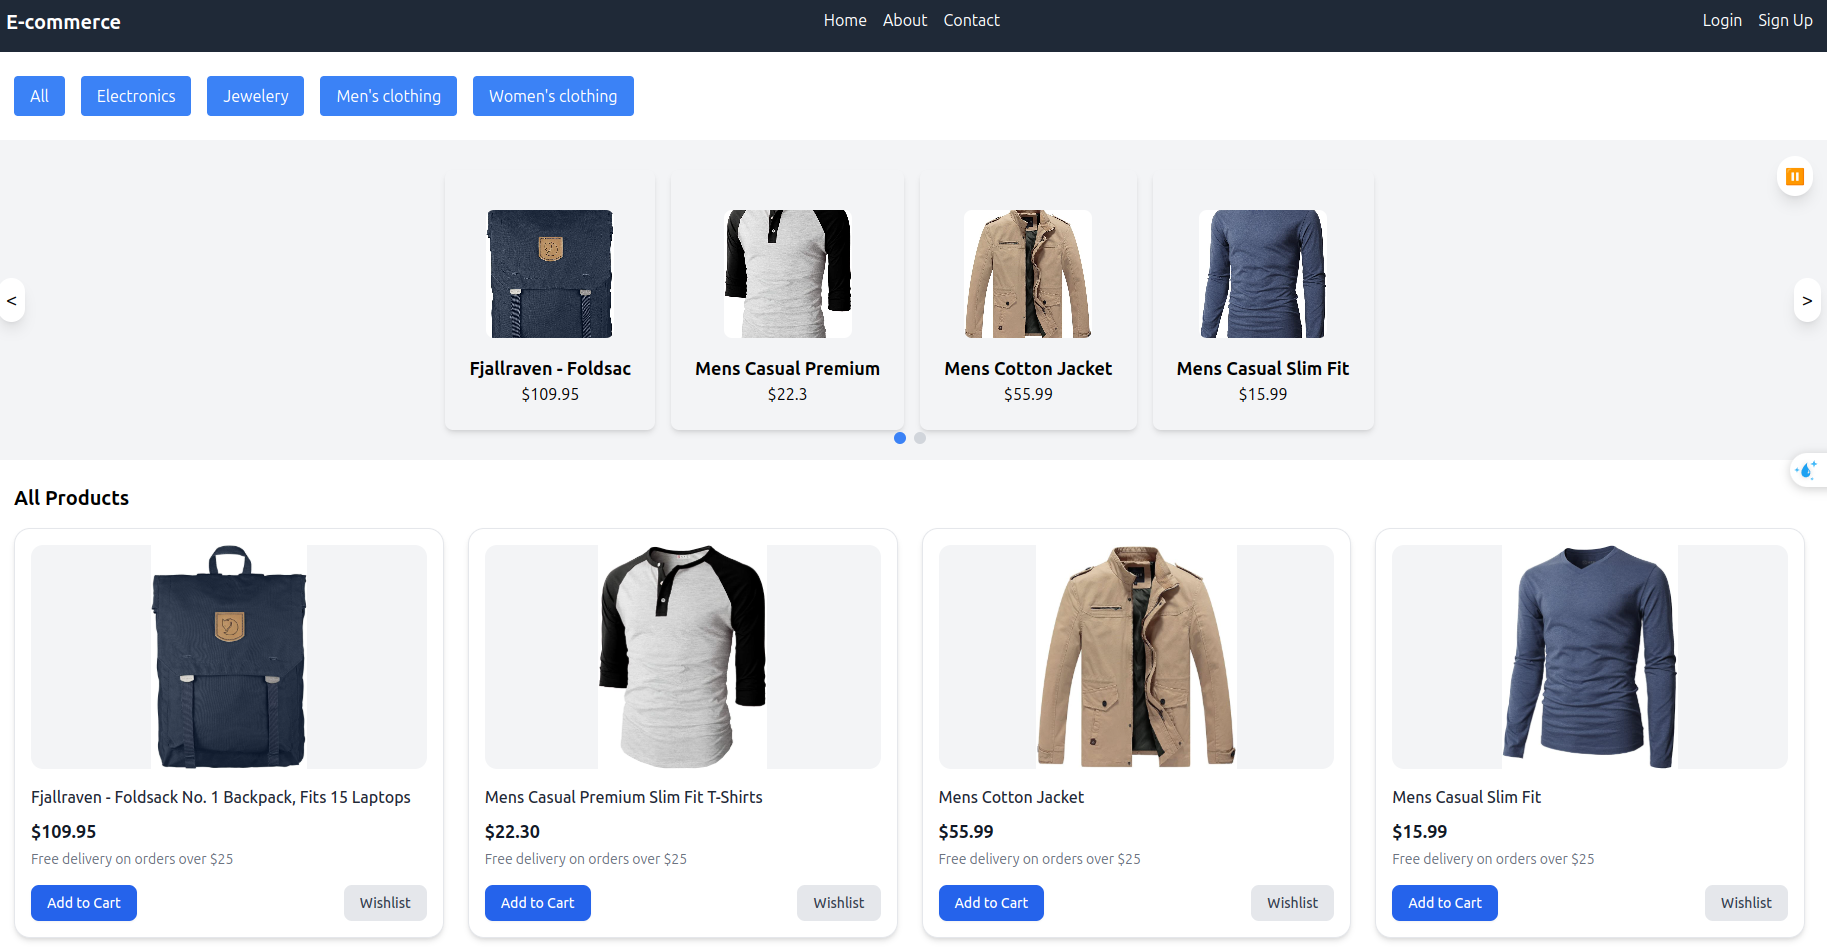 E-commerce
Home About Contact
Login Sign Up
All
Electronics
Jewelery
Men's clothing
Women's clothing
<
>
Fjallraven - Foldsac
$109.95
Mens Casual Premium
$22.3
Mens Cotton Jacket
$55.99
Mens Casual Slim Fit
$15.99
All Products
Fjallraven - Foldsack No. 1 Backpack, Fits 15 Laptops
$109.95
Free delivery on orders over $25
Add to Cart
Wishlist
Mens Casual Premium Slim Fit T-Shirts
$22.30
Free delivery on orders over $25
Add to Cart
Wishlist
Mens Cotton Jacket
$55.99
Free delivery on orders over $25
Add to Cart
Wishlist
Mens Casual Slim Fit
$15.99
Free delivery on orders over $25
Add to Cart
Wishlist